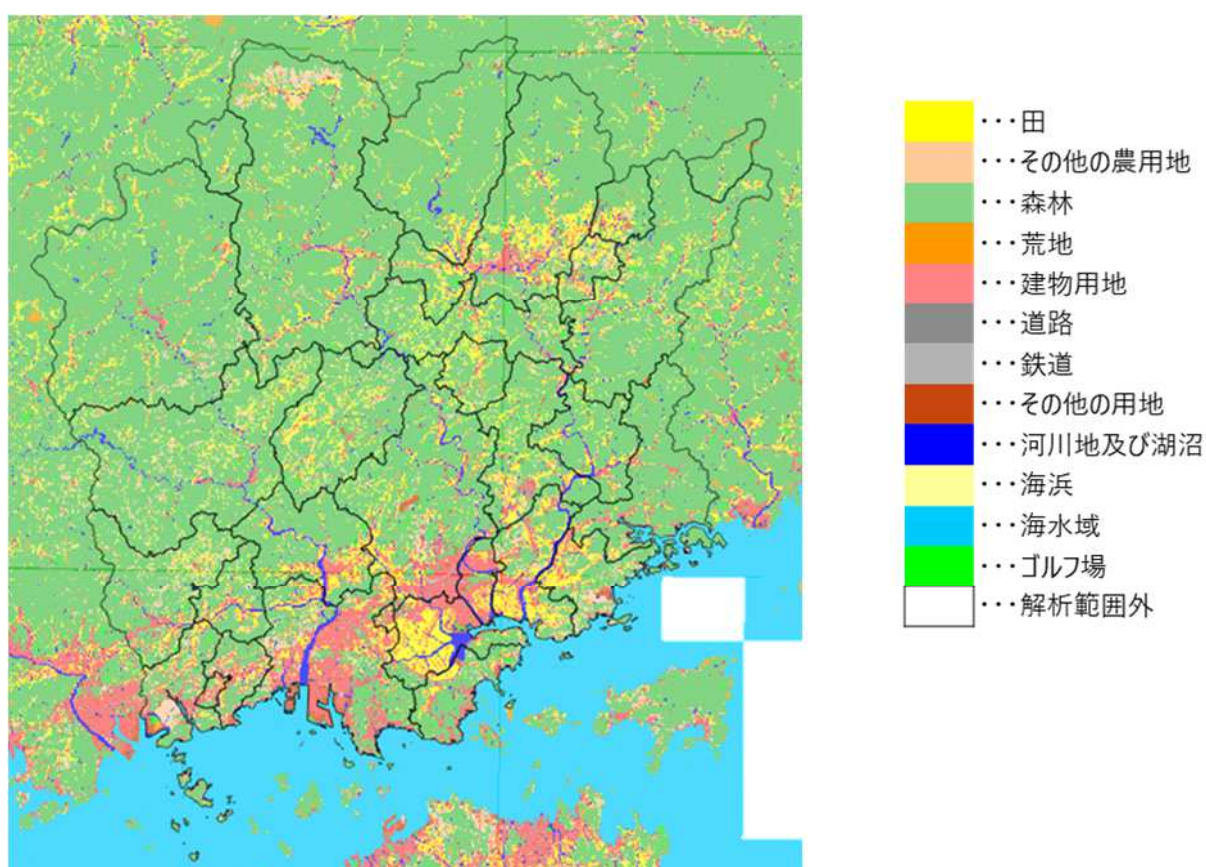 ・・・田
・・・その他の農用地
・・・森林
・・・荒地
・・・建物用地
・・・道路
・・・鉄道
・・・その他の用地
・・・河川地及び湖沼
・・・海浜
・・・海水域
・・・ゴルフ場
・・・解析範囲外